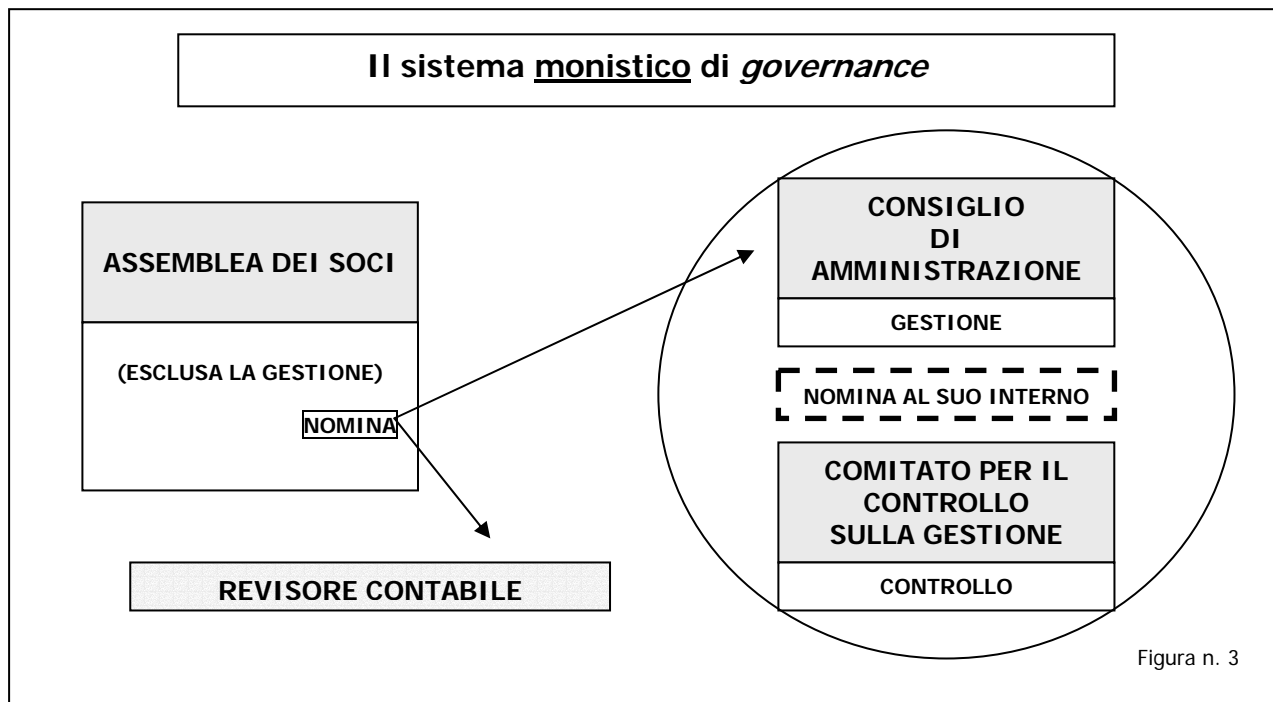 Il sistema monistico di governance
ASSEMBLEA DEI SOCI
(ESCLUSA LA GESTIONE)
NOMINA
REVISORE CONTABILE
CONSIGLIO
DI
AMMINISTRAZIONE
GESTIONE
NOMINA AL SUO INTERNO
COMITATO PER IL
CONTROLLO
SULLA GESTIONE
CONTROLLO
Figura n. 3